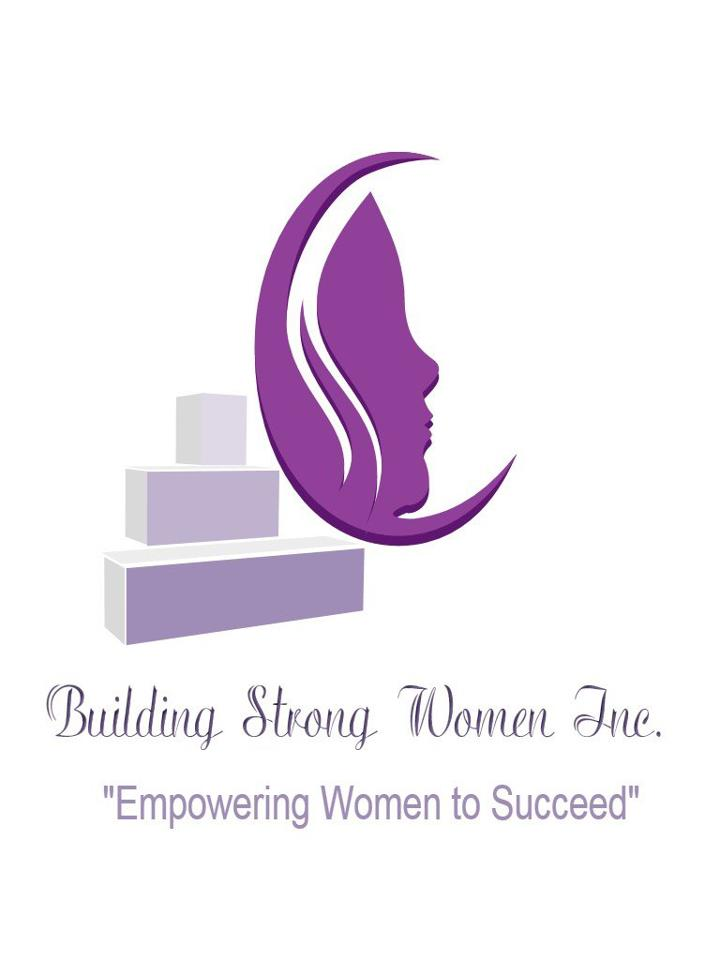 Building Strong Women Inc.
"Empowering Women to Succeed"